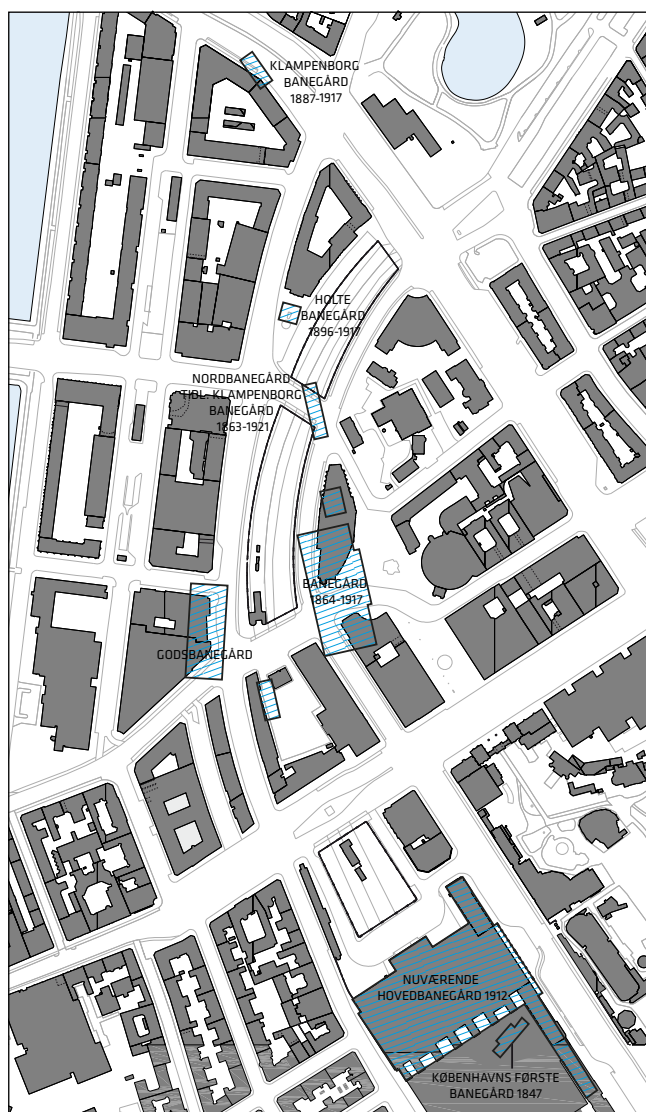 KLAMPENBORG
BANEGÅRD
1887-1917
HOLTE
BANEGÅRD
1896-1917
NORDBANEGÅRD
TIDL. KLAMPENBORG
BANEGÅRD
1863-1921
BANEGÅRD
1864-1917
GODSBANEGÅRD
NUVÆRENDE
HOVEDBANEGÅRD 1912
KØBENHAVNS FØRSTE
BANEGÅRD 1847